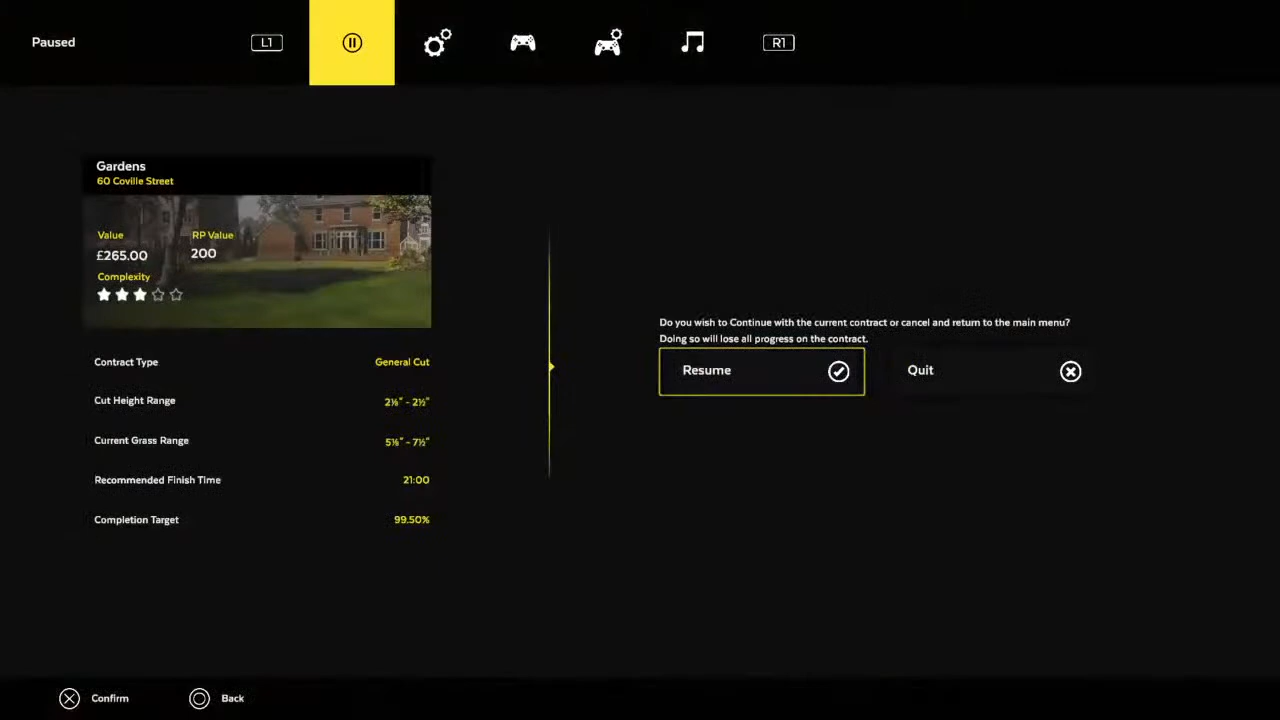 Paused
L1
R1
Gardens
60 Coville Street
Value
RP Value
£265.00
200
Complexity
Contract Type
General Cut
Cut Height Range
2⅛" - 2½"
Current Grass Range
5⅛" - 7½"
Recommended Finish Time
21:00
Completion Target
99.50%
Do you wish to Continue with the current contract or cancel and return to the main menu?
Doing so will lose all progress on the contract.
Resume
Quit
Confirm
Back